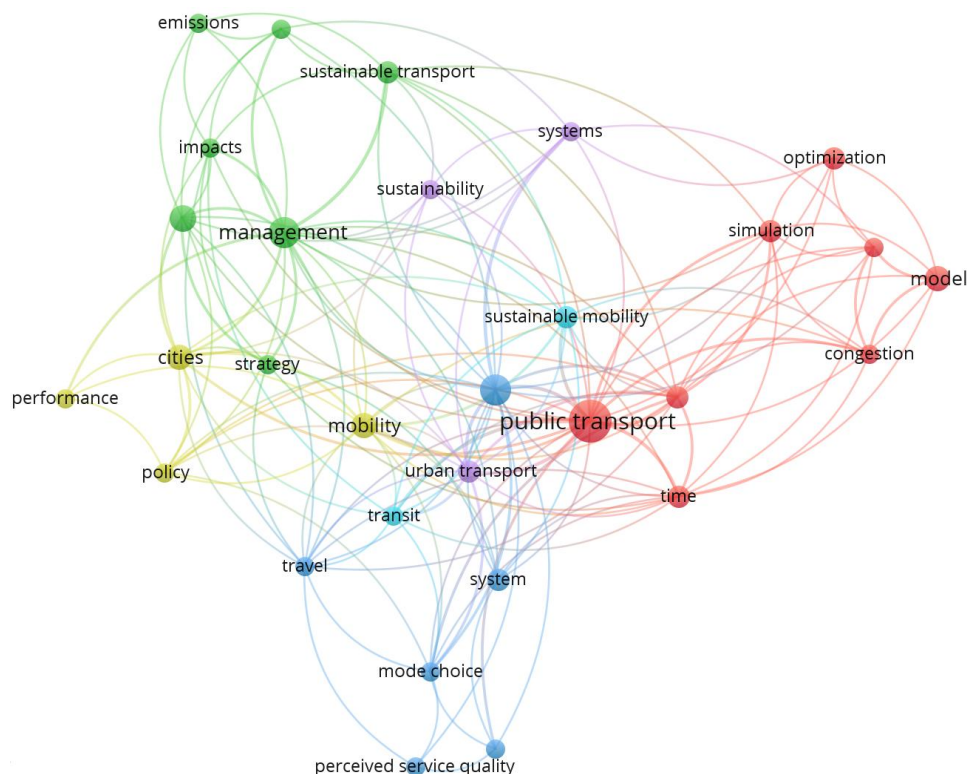 emissions
sustainable transport
systems
impacts
optimization
sustainability
management
simulation
model
sustainable mobility
cities
strategy
congestion
performance
public transport
mobility
policy
urban transport
time
transit
travel
system
mode choice
perceived service quality